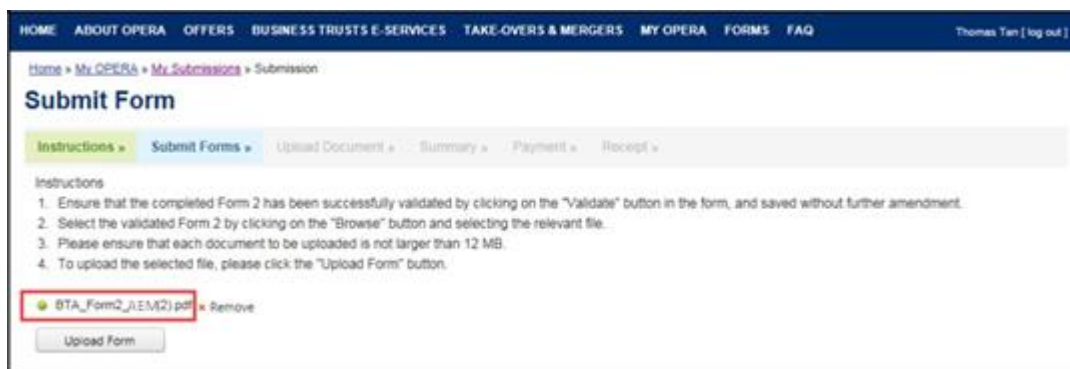 HOME ABOUT OPERA OFFERS BUSINESS TRUSTS E-SERVICES TAKE-OVERS & MERGERS MY OPERA FORMS FAQ Thomas Tan [ log out ]
Home » My OPERA » My Submissions » Submission
Submit Form
Instructions » Submit Forms » Upload Document » Summary » Payment » Receipt »
Instructions
1. Ensure that the completed Form 2 has been successfully validated by clicking on the "Validate" button in the form, and saved without further amendment.
2. Select the validated Form 2 by clicking on the "Browse" button and selecting the relevant file.
3. Please ensure that each document to be uploaded is not larger than 12 MB.
4. To upload the selected file, please click the "Upload Form" button.
Remove
Upload Form